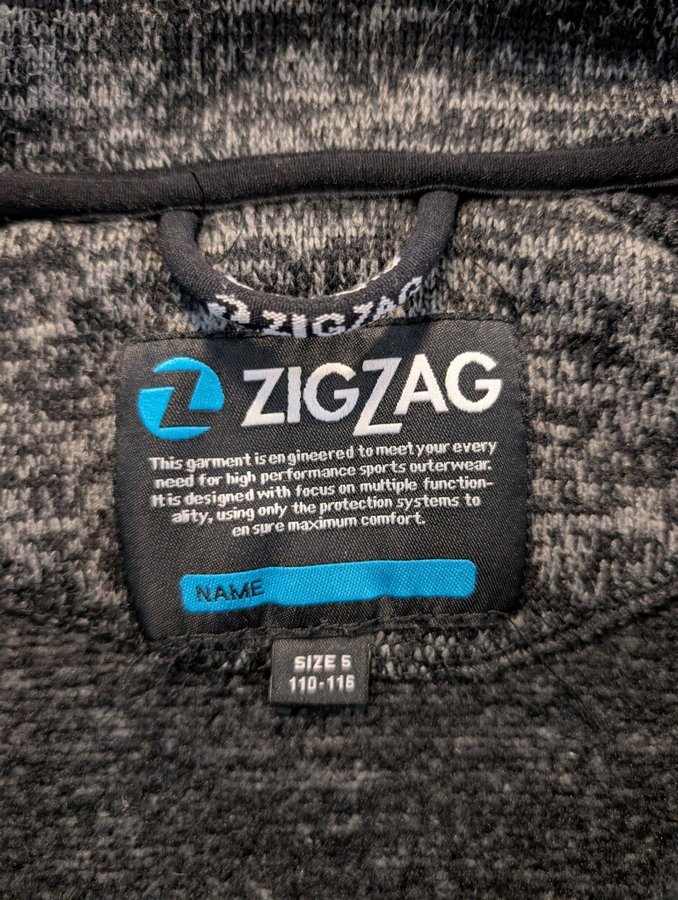 ZIGZAG
ZIGZAG
This garment is engineered to meet your every
need for high performance sports outerwear.
It is designed with focus on multiple function-
ality, using only the protection systems to
en sure maximum comfort.
NAME
SIZE 5
110-116